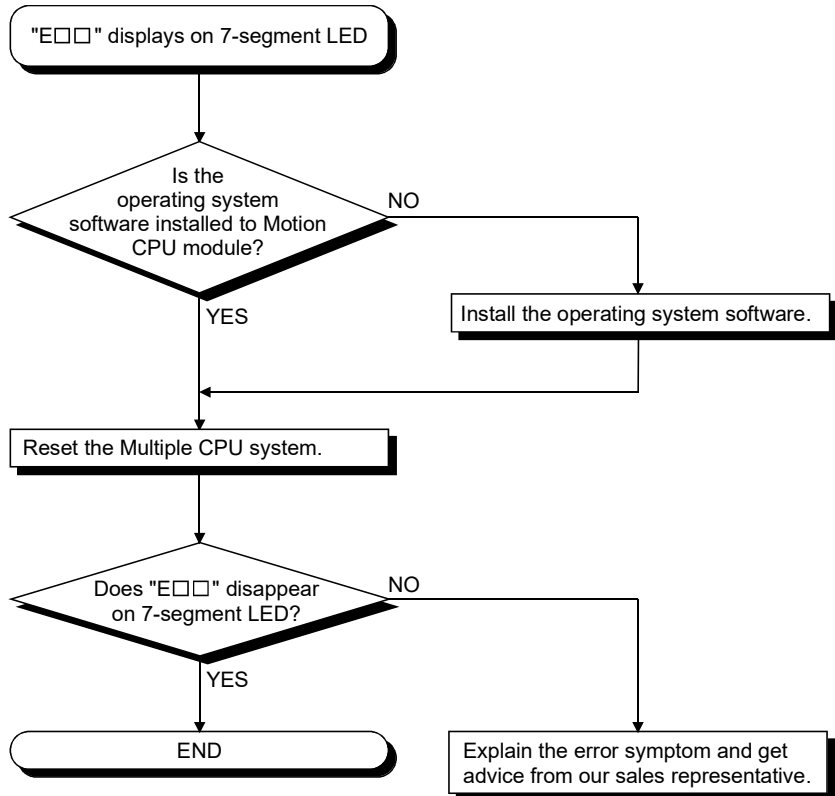 "E□□" displays on 7-segment LED
Is the
operating system
software installed to Motion
CPU module?
NO
YES
Install the operating system software.
Reset the Multiple CPU system.
Does "E□□" disappear
on 7-segment LED?
NO
YES
END
Explain the error symptom and get
advice from our sales representative.